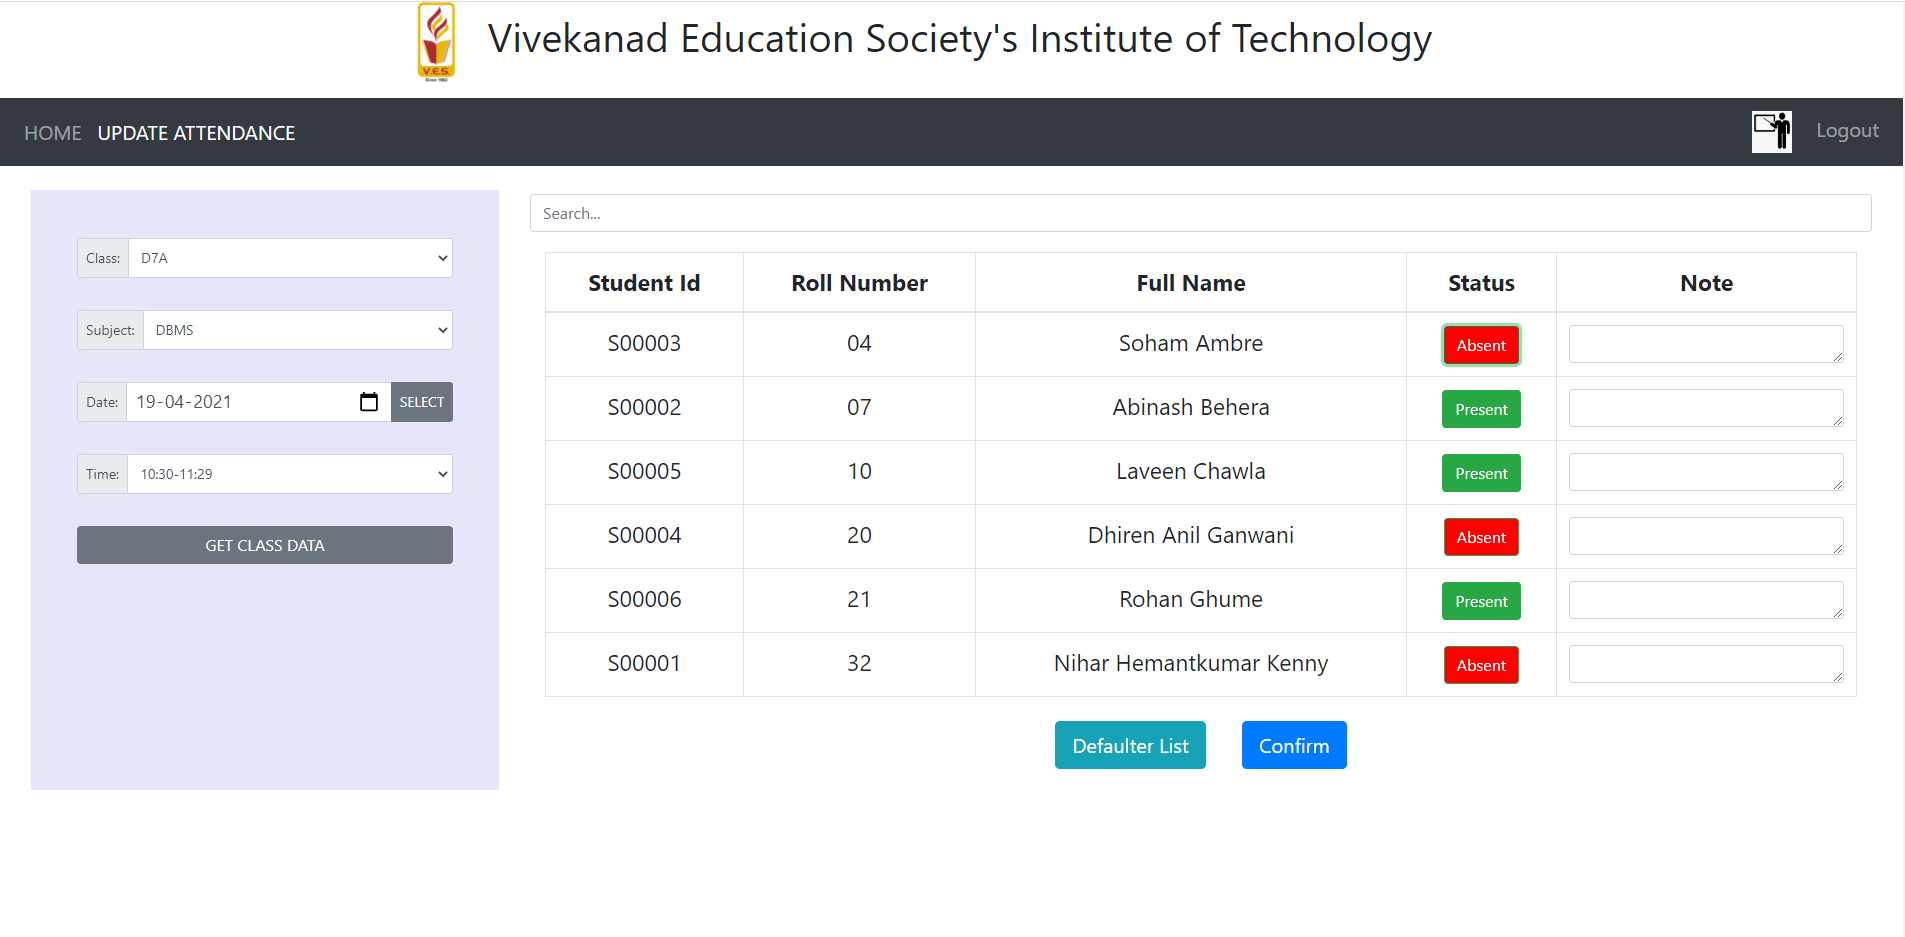 V.E.S.
Since 1962
Vivekanad Education Society's Institute of Technology
HOME UPDATE ATTENDANCE Logout
Class: D7A
Subject: DBMS
Date: 19-04-2021 SELECT
Time: 10:30-11:29
GET CLASS DATA
Search...
Student Id Roll Number Full Name Status Note
S00003 04 Soham Ambre Absent
S00002 07 Abinash Behera Present
S00005 10 Laveen Chawla Present
S00004 20 Dhiren Anil Ganwani Absent
S00006 21 Rohan Ghume Present
S00001 32 Nihar Hemantkumar Kenny Absent
Defaulter List Confirm